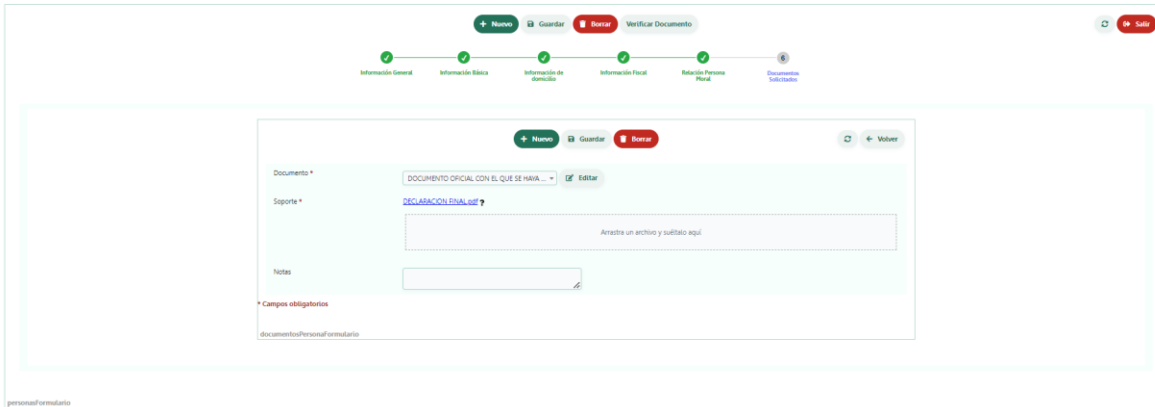 + Nuevo Guardar Borrar Verificar Documento Salir
Información General Información Básica Información de domicilio Información Fiscal Relación Persona Moral 6 Documentos Solicitados
+ Nuevo Guardar Borrar Volver
Documento * DOCUMENTO OFICIAL CON EL QUE SE HAYA ... Editar
Soporte * DECLARACION FINAL.pdf ?
Arrastra un archivo y suéltalo aquí
Notas
* Campos obligatorios
documentosPersonaFormulario
personasFormulario